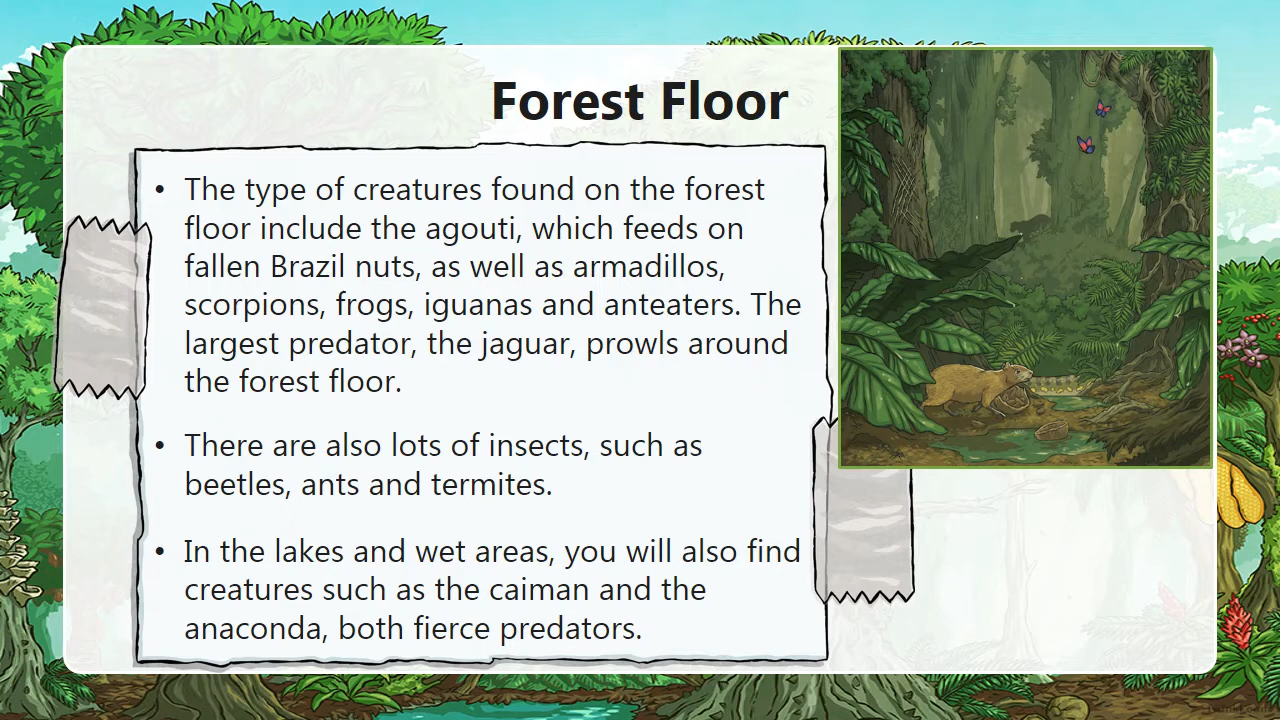 Forest Floor
• The type of creatures found on the forest
floor include the agouti, which feeds on
fallen Brazil nuts, as well as armadillos,
scorpions, frogs, iguanas and anteaters. The
largest predator, the jaguar, prowls around
the forest floor.
• There are also lots of insects, such as
beetles, ants and termites.
• In the lakes and wet areas, you will also find
creatures such as the caiman and the
anaconda, both fierce predators.